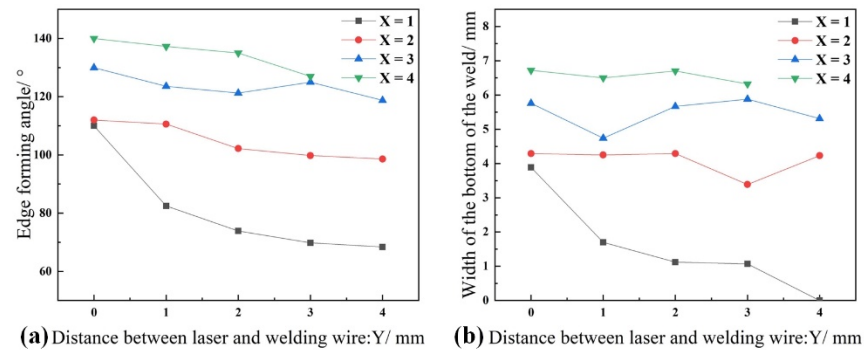 X = 1
X = 2
X = 3
X = 4
140
120
100
80
60
Edge forming angle/ °
0 1 2 3 4
(a) Distance between laser and welding wire:Y/ mm
X = 1
X = 2
X = 3
X = 4
8
7
6
5
4
3
2
1
0
Width of the bottom of the weld/ mm
0 1 2 3 4
(b) Distance between laser and welding wire:Y/ mm